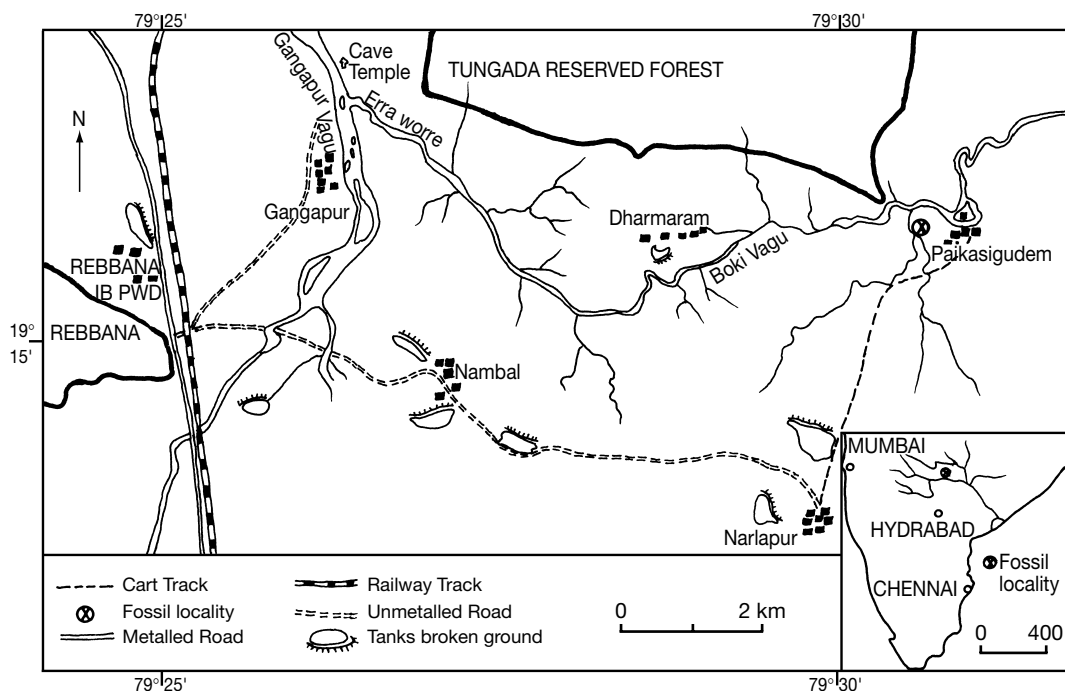 79° 25'
79° 30'
Cave
Temple
TUNGADA RESERVED FOREST
Gangapur Vagu
Erra worre
N
Gangapur
Dharmaram
Boki Vagu
Paikasigudem
REBBANA
IB PWD
REBBANA
19°
15'
Nambal
Narlapur
MUMBAI
HYDRABAD
CHENNAI
Fossil
locality
0 400
Cart Track
Railway Track
Fossil locality
Unmetalled Road
Metalled Road
Tanks broken ground
0 2 km
79° 25'
79° 30'